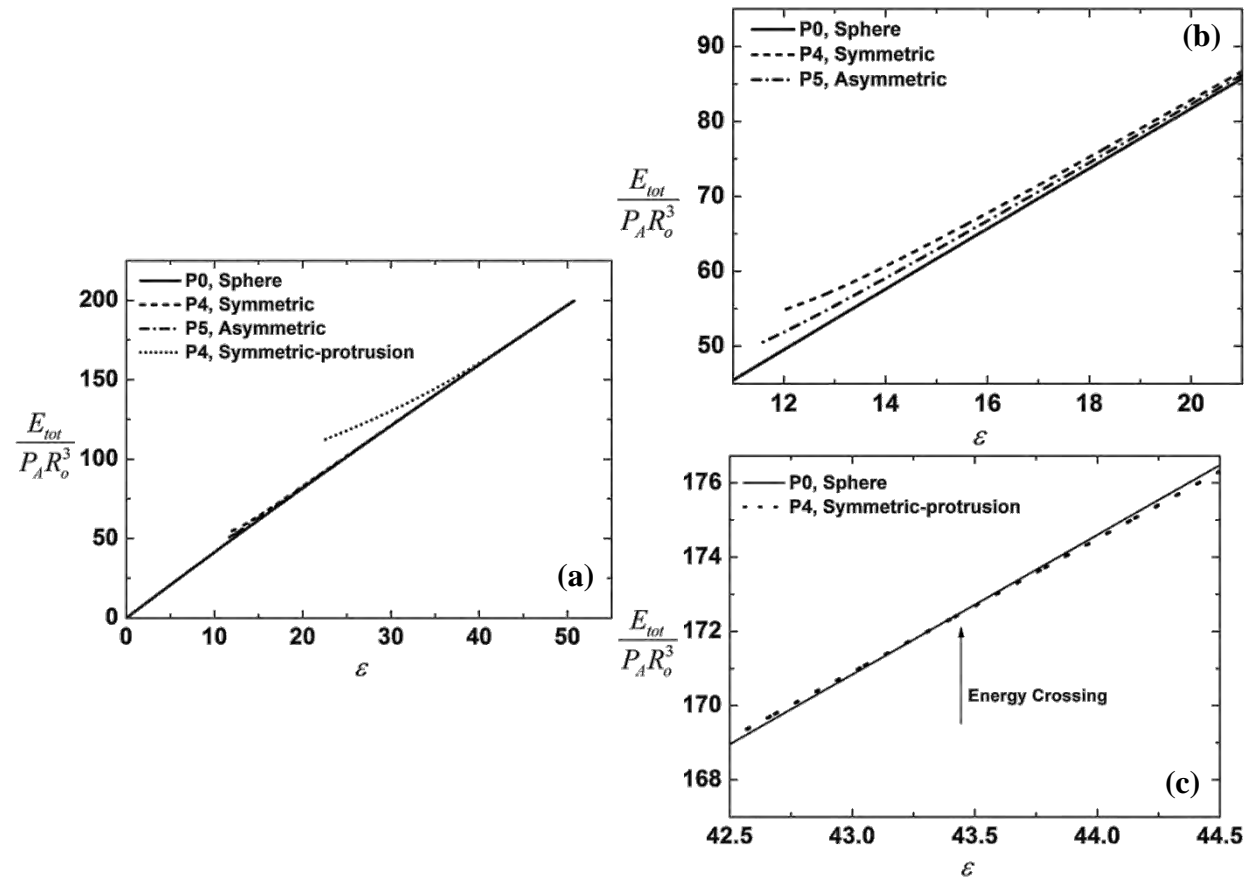 P0, Sphere
P4, Symmetric
P5, Asymmetric
P4, Symmetric-protrusion
200
150
100
50
0
E_tot
P_A R_o^3
0 10 20 30 40 50
ε
(a)
P0, Sphere
P4, Symmetric
P5, Asymmetric
(b)
90
80
70
60
50
E_tot
P_A R_o^3
12 14 16 18 20
ε
P0, Sphere
P4, Symmetric-protrusion
176
174
172
170
168
E_tot
P_A R_o^3
Energy Crossing
(c)
42.5 43.0 43.5 44.0 44.5
ε